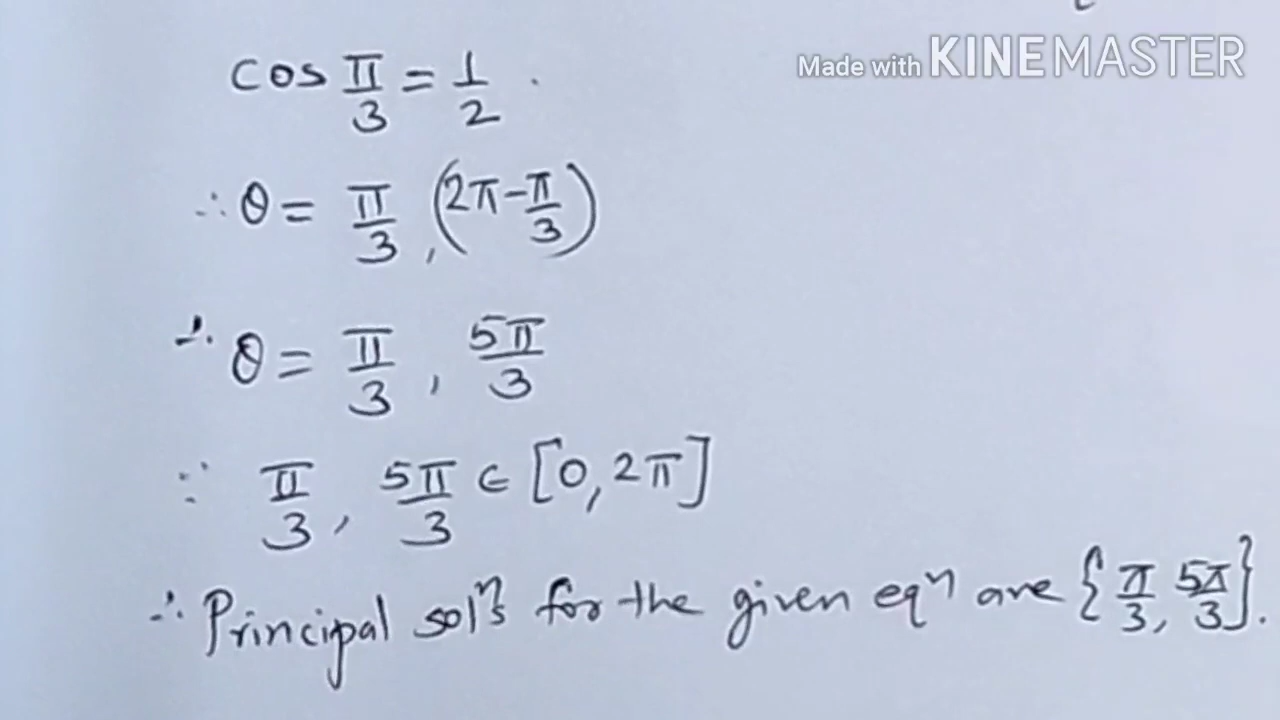 Made with KINEMASTER
cos π/3 = 1/2 .
∴ θ = π/3 , (2π - π/3)
∴ θ = π/3 , 5π/3
∵ π/3 , 5π/3 ∈ [0, 2π]
∴ Principal solⁿs for the given eqⁿ are {π/3, 5π/3}.